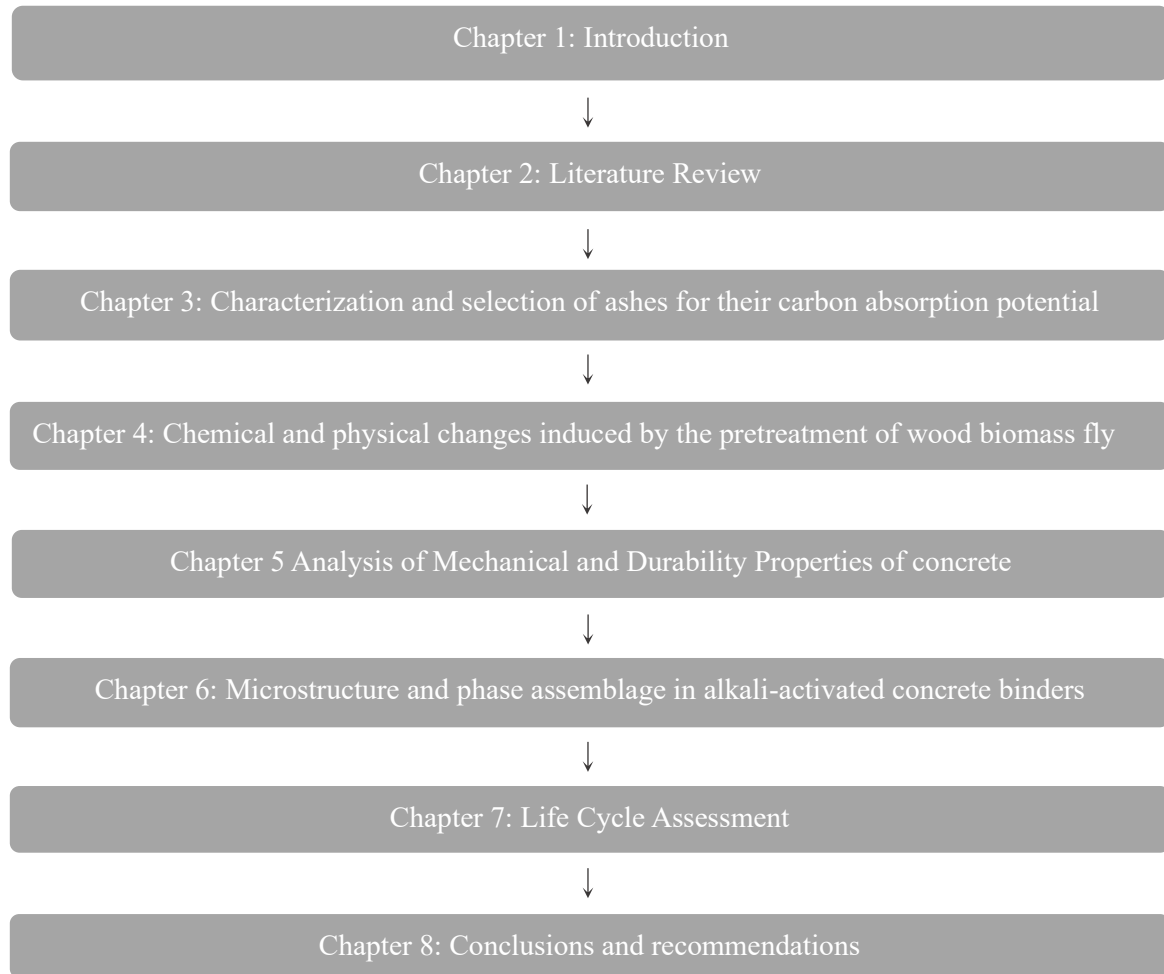 Chapter 1: Introduction
Chapter 2: Literature Review
Chapter 3: Characterization and selection of ashes for their carbon absorption potential
Chapter 4: Chemical and physical changes induced by the pretreatment of wood biomass fly
Chapter 5 Analysis of Mechanical and Durability Properties of concrete
Chapter 6: Microstructure and phase assemblage in alkali-activated concrete binders
Chapter 7: Life Cycle Assessment
Chapter 8: Conclusions and recommendations